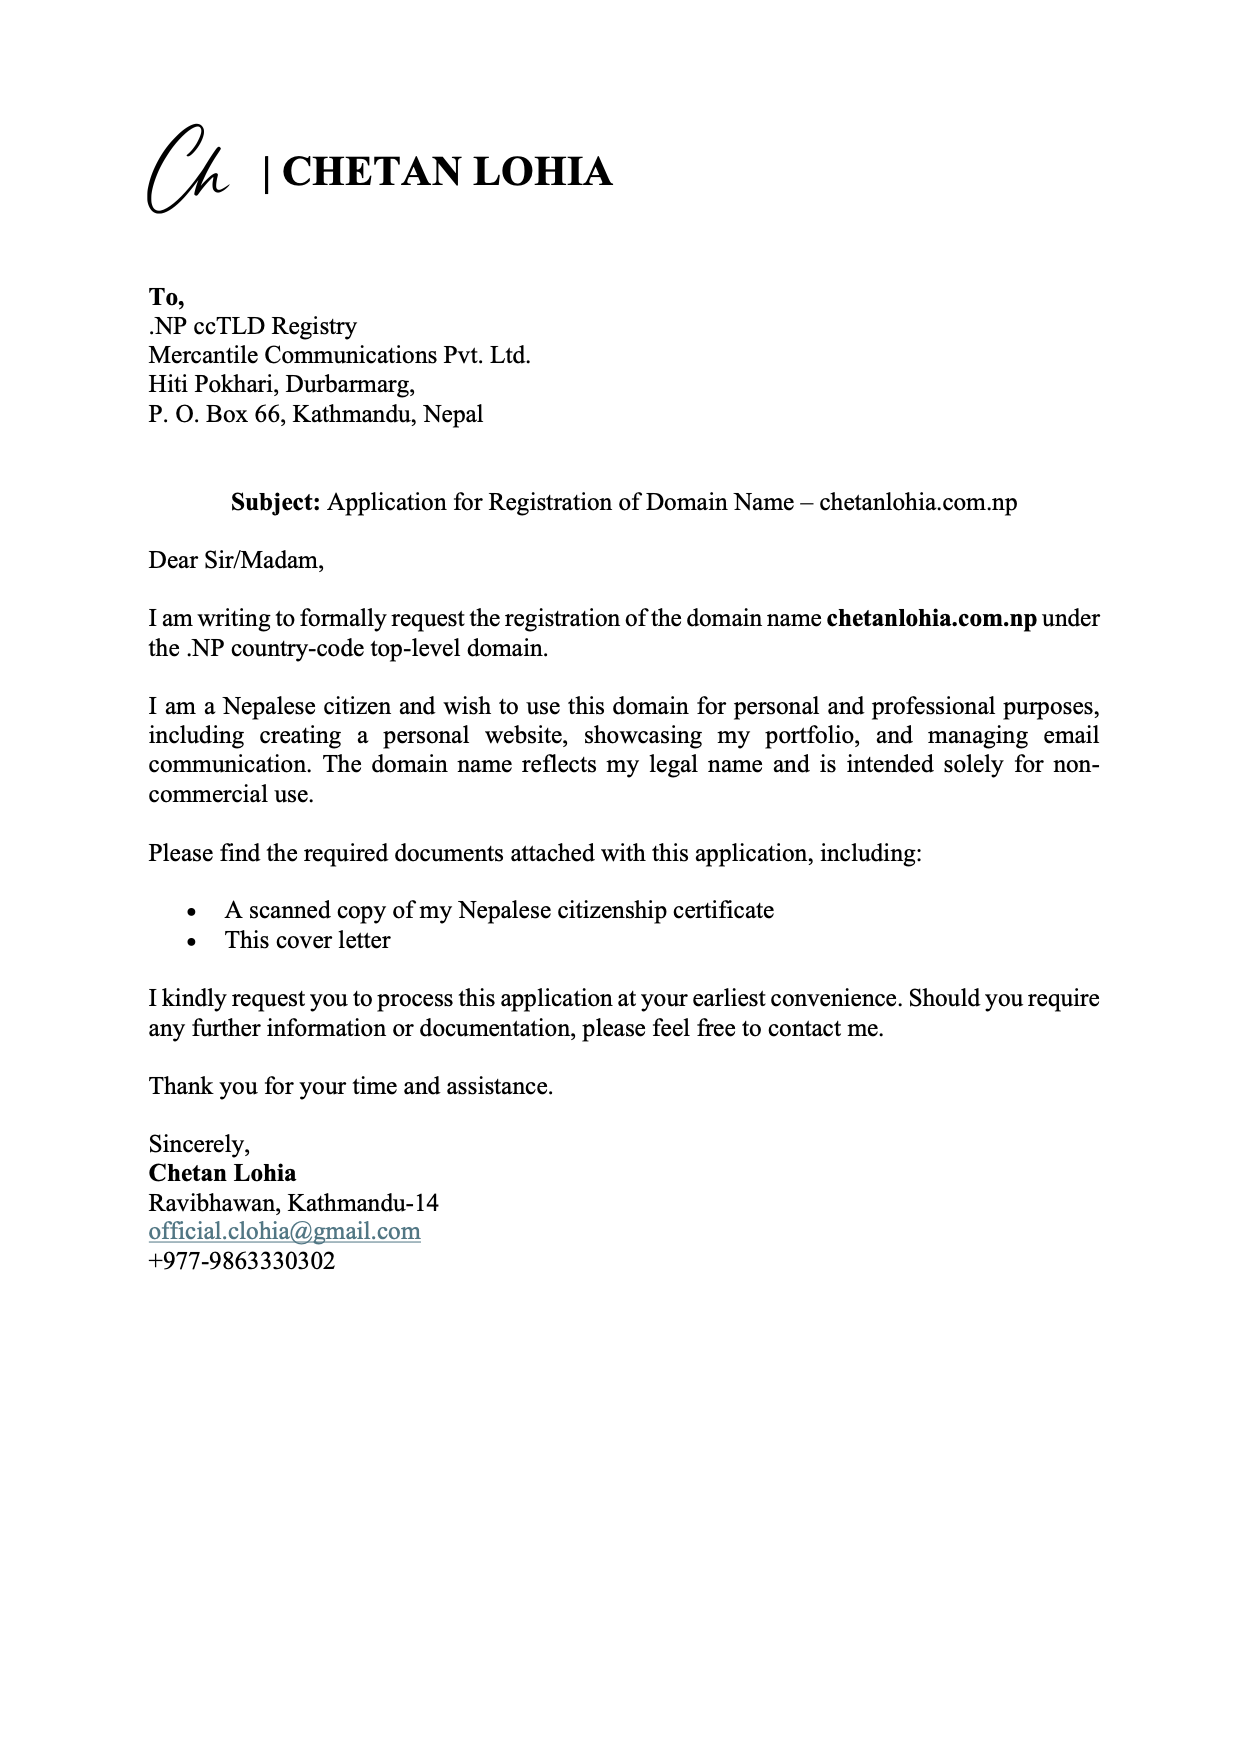 Ch | CHETAN LOHIA
To,
.NP ccTLD Registry
Mercantile Communications Pvt. Ltd.
Hiti Pokhari, Durbarmarg,
P. O. Box 66, Kathmandu, Nepal
Subject: Application for Registration of Domain Name – chetanlohia.com.np
Dear Sir/Madam,
I am writing to formally request the registration of the domain name chetanlohia.com.np under
the .NP country-code top-level domain.
I am a Nepalese citizen and wish to use this domain for personal and professional purposes,
including creating a personal website, showcasing my portfolio, and managing email
communication. The domain name reflects my legal name and is intended solely for non-
commercial use.
Please find the required documents attached with this application, including:
• A scanned copy of my Nepalese citizenship certificate
• This cover letter
I kindly request you to process this application at your earliest convenience. Should you require
any further information or documentation, please feel free to contact me.
Thank you for your time and assistance.
Sincerely,
Chetan Lohia
Ravibhawan, Kathmandu-14
official.clohia@gmail.com
+977-9863330302